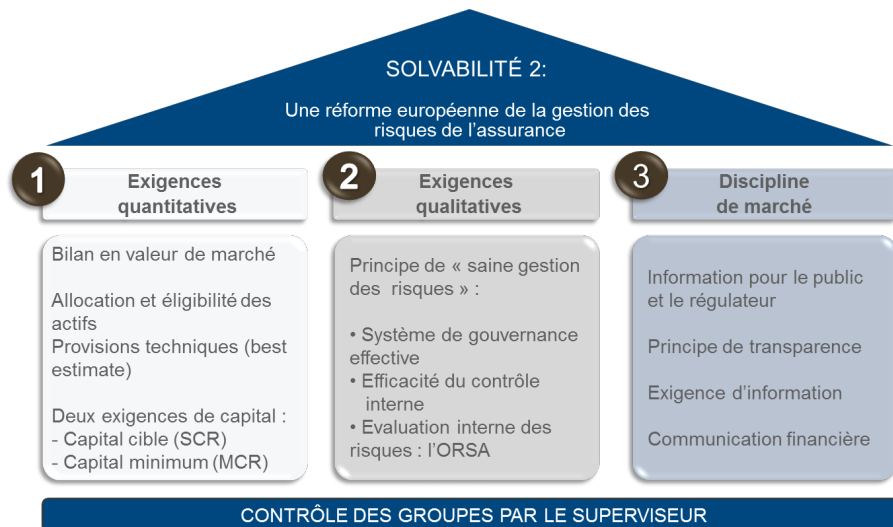 SOLVABILITÉ 2:
Une réforme européenne de la gestion des
risques de l'assurance
1
Exigences
quantitatives
Bilan en valeur de marché
Allocation et éligibilité des
actifs
Provisions techniques (best
estimate)
Deux exigences de capital :
- Capital cible (SCR)
- Capital minimum (MCR)
2
Exigences
qualitatives
Principe de « saine gestion
des risques » :
• Système de gouvernance
effective
• Efficacité du contrôle
interne
• Evaluation interne des
risques : l'ORSA
3
Discipline
de marché
Information pour le public
et le régulateur
Principe de transparence
Exigence d'information
Communication financière
CONTRÔLE DES GROUPES PAR LE SUPERVISEUR